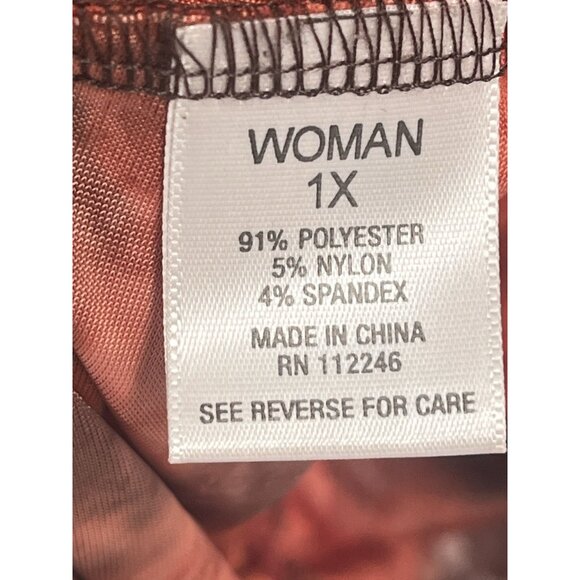 WOMAN
1X
91% POLYESTER
5% NYLON
4% SPANDEX
MADE IN CHINA
RN 112246
SEE REVERSE FOR CARE